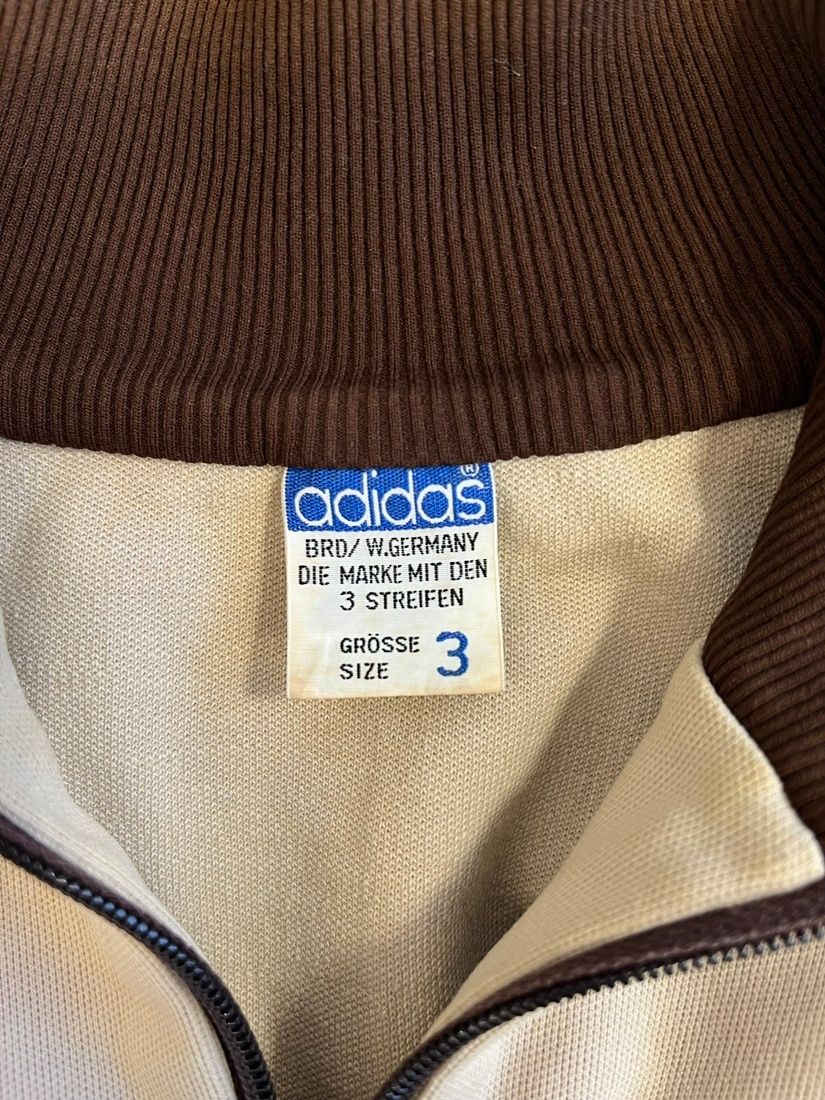 adidas®
BRD/W.GERMANY
DIE MARKE MIT DEN
3 STREIFEN
GRÖSSE 3
SIZE